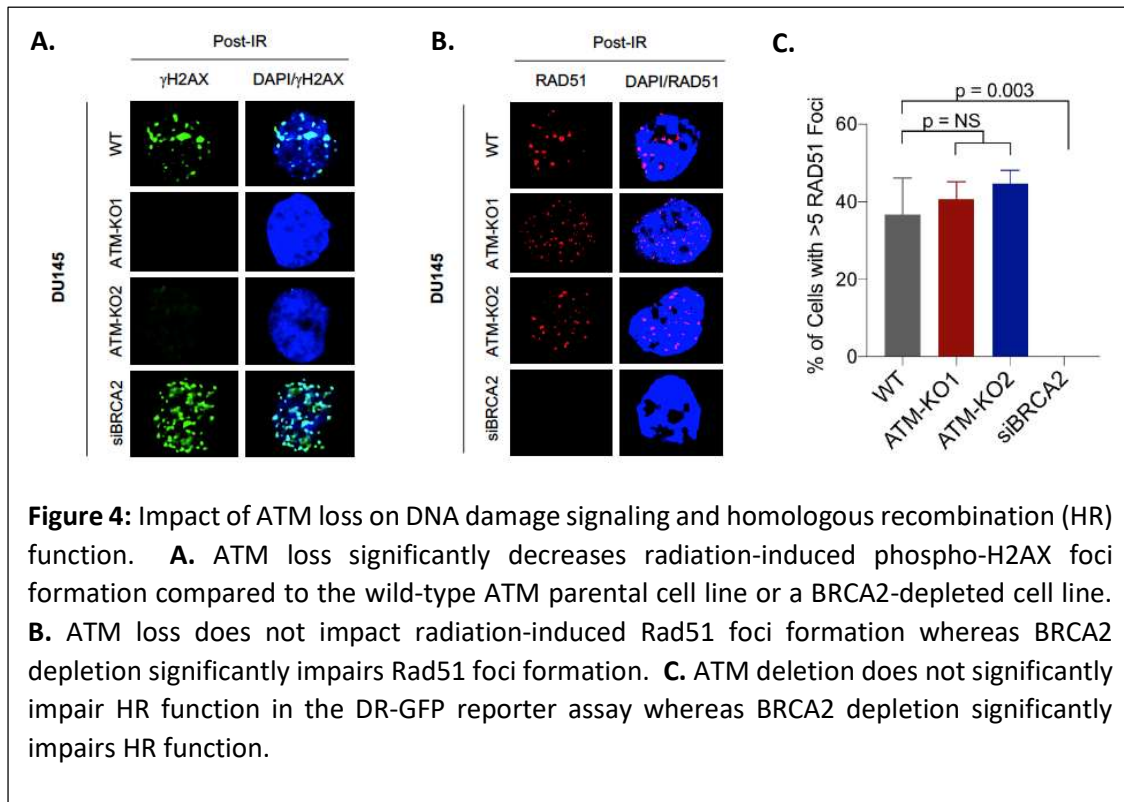 A.
Post-IR
γH2AX DAPI/γH2AX
DU145
WT
ATM-KO1
ATM-KO2
siBRCA2
B.
Post-IR
RAD51 DAPI/RAD51
DU145
WT
ATM-KO1
ATM-KO2
siBRCA2
C.
p = 0.003
p = NS
% of Cells with >5 RAD51 Foci
60
40
20
0
WT
ATM-KO1
ATM-KO2
siBRCA2
Figure 4: Impact of ATM loss on DNA damage signaling and homologous recombination (HR)
function. A. ATM loss significantly decreases radiation-induced phospho-H2AX foci
formation compared to the wild-type ATM parental cell line or a BRCA2-depleted cell line.
B. ATM loss does not impact radiation-induced Rad51 foci formation whereas BRCA2
depletion significantly impairs Rad51 foci formation. C. ATM deletion does not significantly
impair HR function in the DR-GFP reporter assay whereas BRCA2 depletion significantly
impairs HR function.